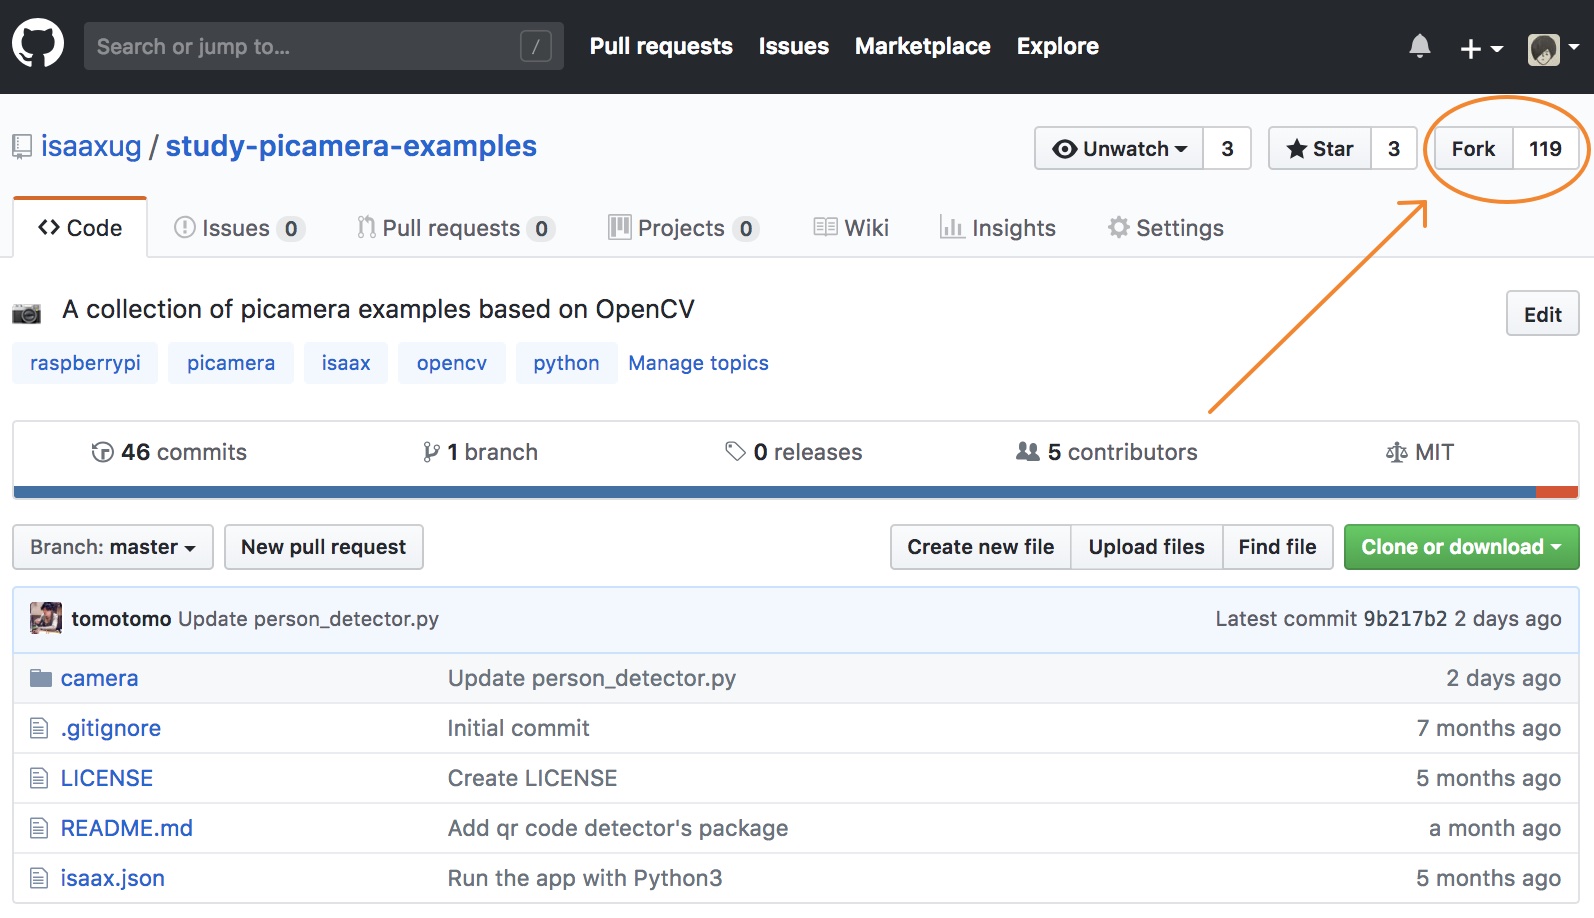 Search or jump to... / Pull requests Issues Marketplace Explore
isaaxug / study-picamera-examples Unwatch 3 Star 3 Fork 119
Code Issues 0 Pull requests 0 Projects 0 Wiki Insights Settings
A collection of picamera examples based on OpenCV Edit
raspberrypi picamera isaax opencv python Manage topics
46 commits 1 branch 0 releases 5 contributors MIT
Branch: master New pull request Create new file Upload files Find file Clone or download
tomotomo Update person_detector.py Latest commit 9b217b2 2 days ago
camera Update person_detector.py 2 days ago
.gitignore Initial commit 7 months ago
LICENSE Create LICENSE 5 months ago
README.md Add qr code detector's package a month ago
isaax.json Run the app with Python3 5 months ago